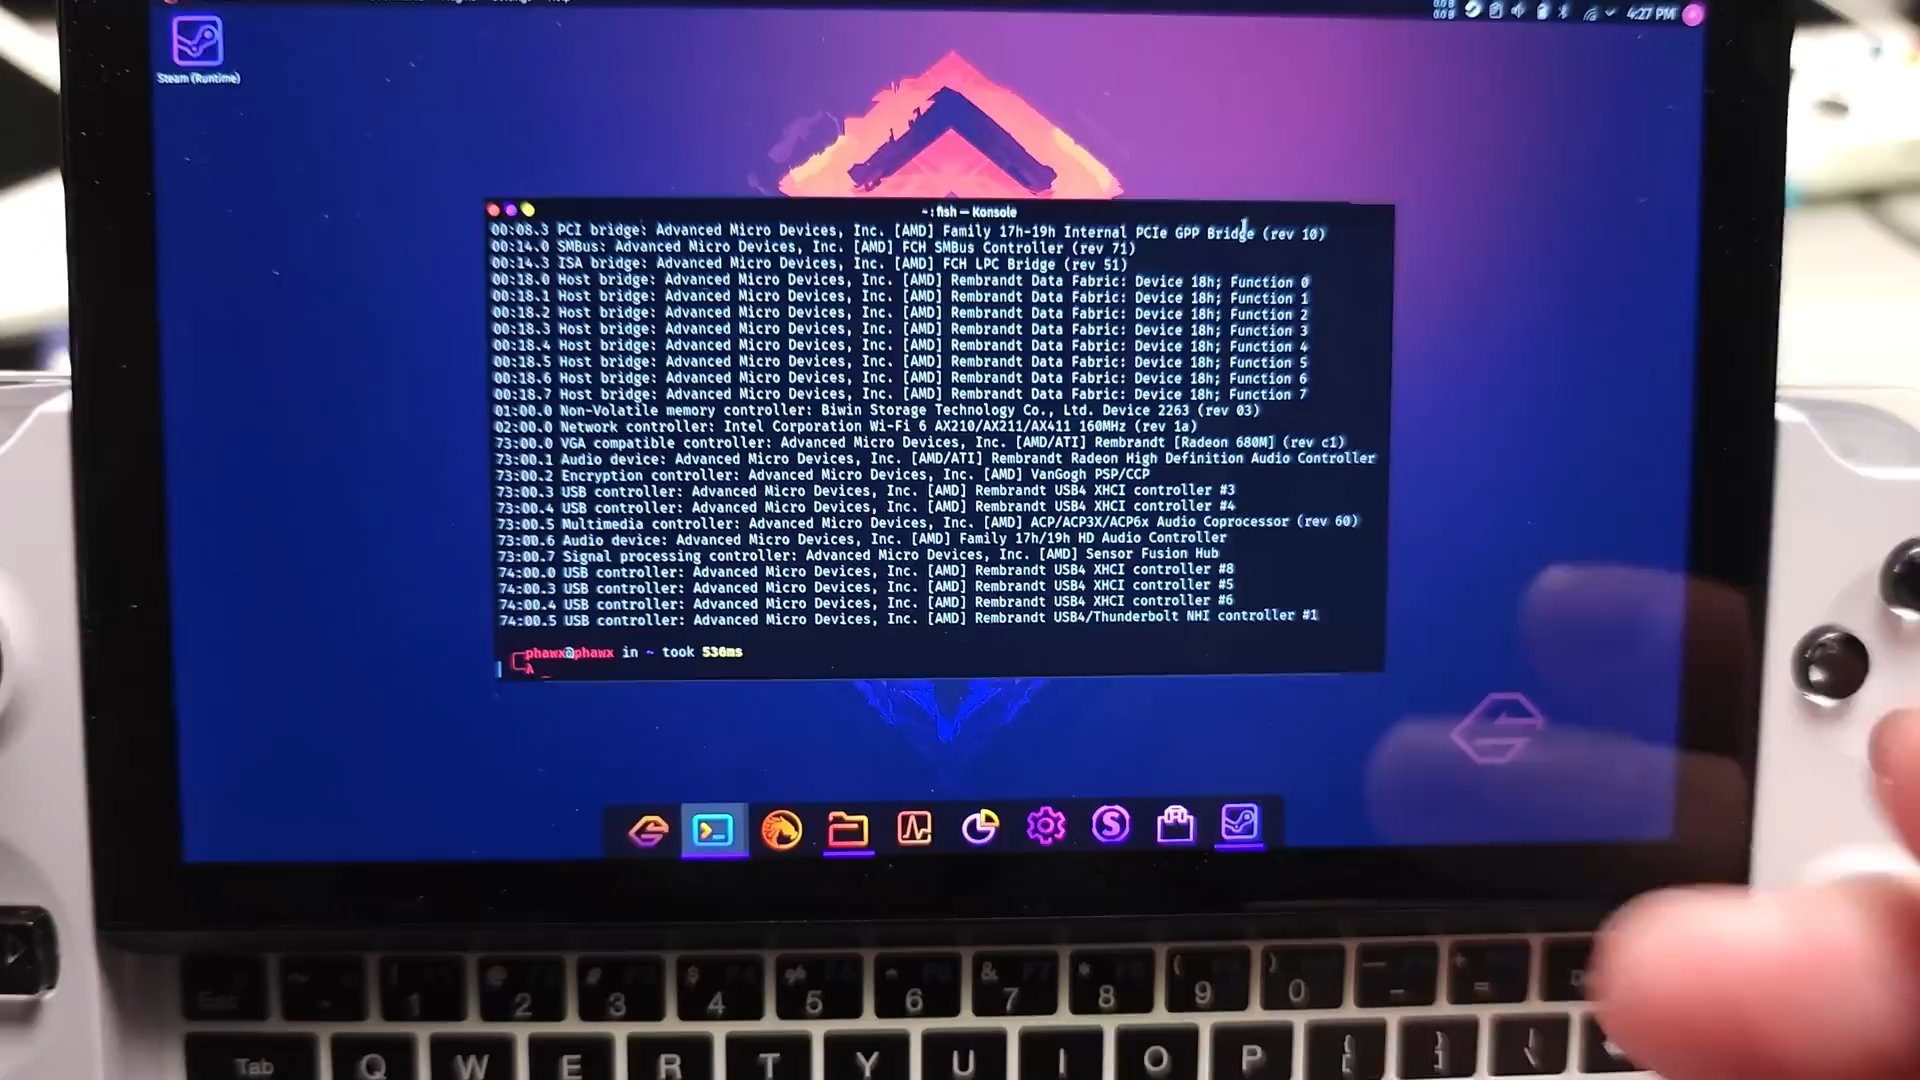 4:27 PM
Steam (Runtime)
~ : fish — Konsole
00:08.3 PCI bridge: Advanced Micro Devices, Inc. [AMD] Family 17h-19h Internal PCIe GPP Bridge (rev 10)
00:14.0 SMBus: Advanced Micro Devices, Inc. [AMD] FCH SMBus Controller (rev 71)
00:14.3 ISA bridge: Advanced Micro Devices, Inc. [AMD] FCH LPC Bridge (rev 51)
00:18.0 Host bridge: Advanced Micro Devices, Inc. [AMD] Rembrandt Data Fabric: Device 18h; Function 0
00:18.1 Host bridge: Advanced Micro Devices, Inc. [AMD] Rembrandt Data Fabric: Device 18h; Function 1
00:18.2 Host bridge: Advanced Micro Devices, Inc. [AMD] Rembrandt Data Fabric: Device 18h; Function 2
00:18.3 Host bridge: Advanced Micro Devices, Inc. [AMD] Rembrandt Data Fabric: Device 18h; Function 3
00:18.4 Host bridge: Advanced Micro Devices, Inc. [AMD] Rembrandt Data Fabric: Device 18h; Function 4
00:18.5 Host bridge: Advanced Micro Devices, Inc. [AMD] Rembrandt Data Fabric: Device 18h; Function 5
00:18.6 Host bridge: Advanced Micro Devices, Inc. [AMD] Rembrandt Data Fabric: Device 18h; Function 6
00:18.7 Host bridge: Advanced Micro Devices, Inc. [AMD] Rembrandt Data Fabric: Device 18h; Function 7
01:00.0 Non-Volatile memory controller: Biwin Storage Technology Co., Ltd. Device 2263 (rev 03)
02:00.0 Network controller: Intel Corporation Wi-Fi 6 AX210/AX211/AX411 160MHz (rev 1a)
73:00.0 VGA compatible controller: Advanced Micro Devices, Inc. [AMD/ATI] Rembrandt [Radeon 680M] (rev c1)
73:00.1 Audio device: Advanced Micro Devices, Inc. [AMD/ATI] Rembrandt Radeon High Definition Audio Controller
73:00.2 Encryption controller: Advanced Micro Devices, Inc. [AMD] VanGogh PSP/CCP
73:00.3 USB controller: Advanced Micro Devices, Inc. [AMD] Rembrandt USB4 XHCI controller #3
73:00.4 USB controller: Advanced Micro Devices, Inc. [AMD] Rembrandt USB4 XHCI controller #4
73:00.5 Multimedia controller: Advanced Micro Devices, Inc. [AMD] ACP/ACP3X/ACP6x Audio Coprocessor (rev 60)
73:00.6 Audio device: Advanced Micro Devices, Inc. [AMD] Family 17h/19h HD Audio Controller
73:00.7 Signal processing controller: Advanced Micro Devices, Inc. [AMD] Sensor Fusion Hub
74:00.0 USB controller: Advanced Micro Devices, Inc. [AMD] Rembrandt USB4 XHCI controller #8
74:00.3 USB controller: Advanced Micro Devices, Inc. [AMD] Rembrandt USB4 XHCI controller #5
74:00.4 USB controller: Advanced Micro Devices, Inc. [AMD] Rembrandt USB4 XHCI controller #6
74:00.5 USB controller: Advanced Micro Devices, Inc. [AMD] Rembrandt USB4/Thunderbolt NHI controller #1
phawx@phawx in ~ took 536ms
λ _
Esc ~ ! 1 @ 2 # 3 $ 4 % 5 ^ 6 & 7 * 8 ( 9 ) 0 — - + =
Tab Q W E R T Y U I O P { [ } ] \